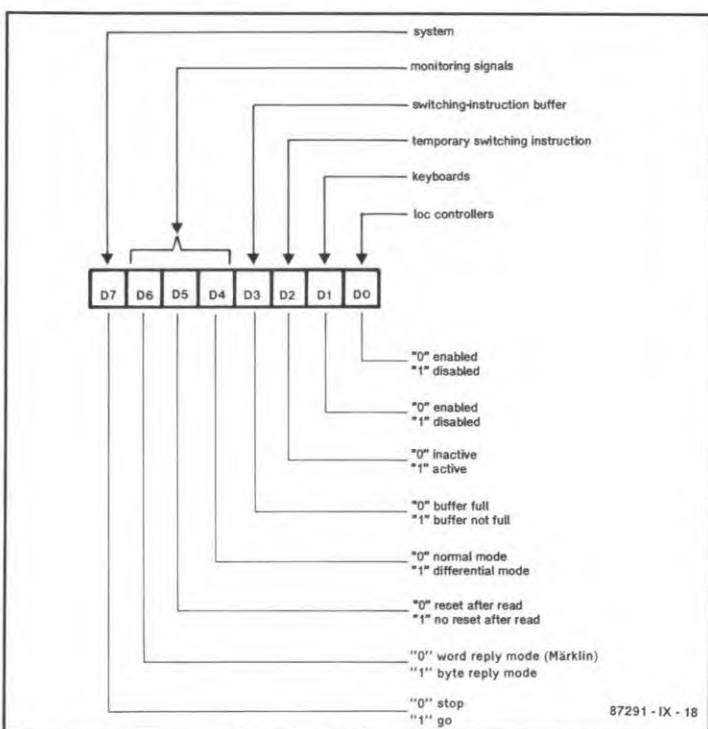 system
monitoring signals
switching-instruction buffer
temporary switching instruction
keyboards
loc controllers
D7 D6 D5 D4 D3 D2 D1 D0
"0" enabled
"1" disabled
"0" enabled
"1" disabled
"0" inactive
"1" active
"0" buffer full
"1" buffer not full
"0" normal mode
"1" differential mode
"0" reset after read
"1" no reset after read
"0" word reply mode (Märklin)
"1" byte reply mode
"0" stop
"1" go
87291 - IX - 18